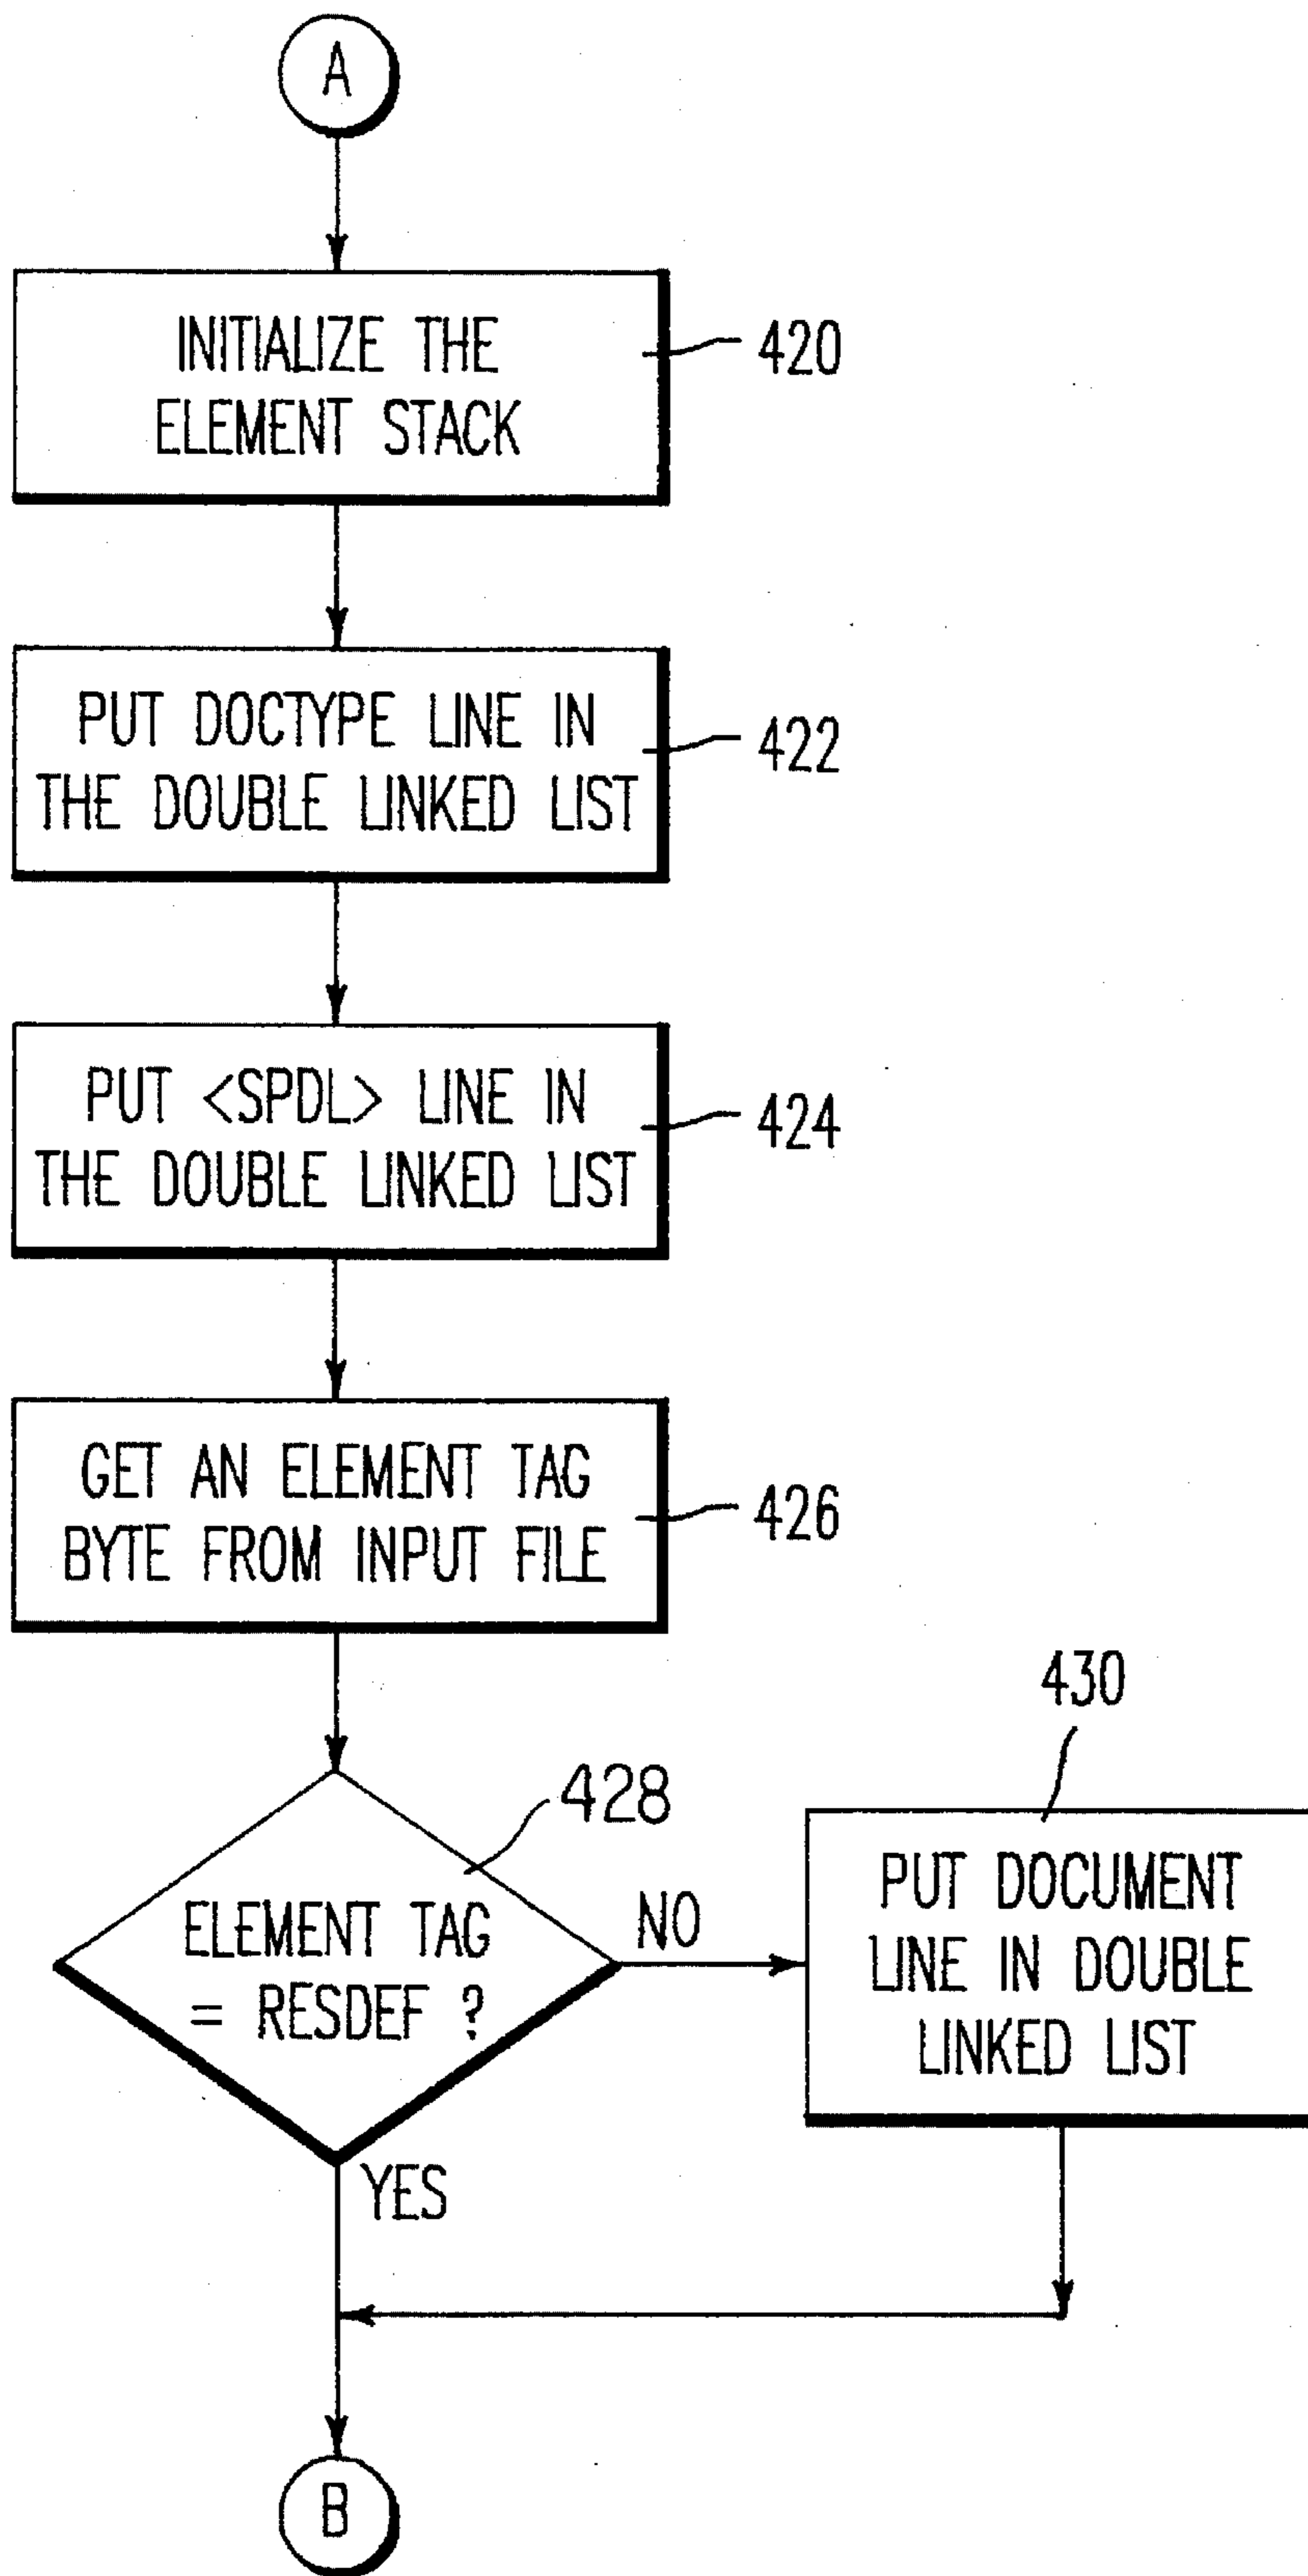 A
INITIALIZE THE
ELEMENT STACK
420
PUT DOCTYPE LINE IN
THE DOUBLE LINKED LIST
422
PUT <SPDL> LINE IN
THE DOUBLE LINKED LIST
424
GET AN ELEMENT TAG
BYTE FROM INPUT FILE
426
428
ELEMENT TAG
= RESDEF ?
NO
430
PUT DOCUMENT
LINE IN DOUBLE
LINKED LIST
YES
B